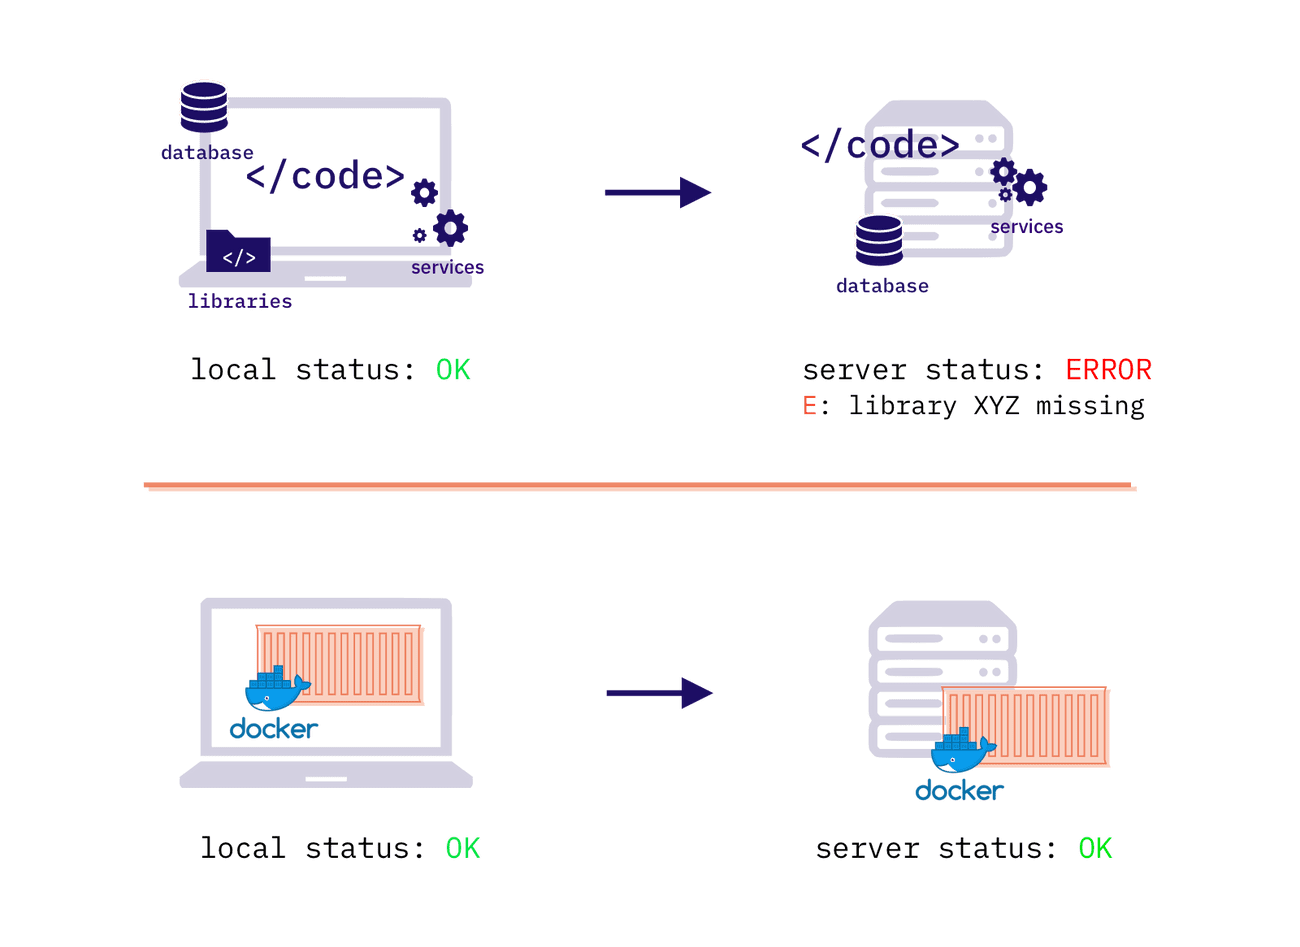 database
</code>
</>
services
libraries
local status: OK
</code>
services
database
server status: ERROR
E: library XYZ missing
docker
local status: OK
docker
server status: OK